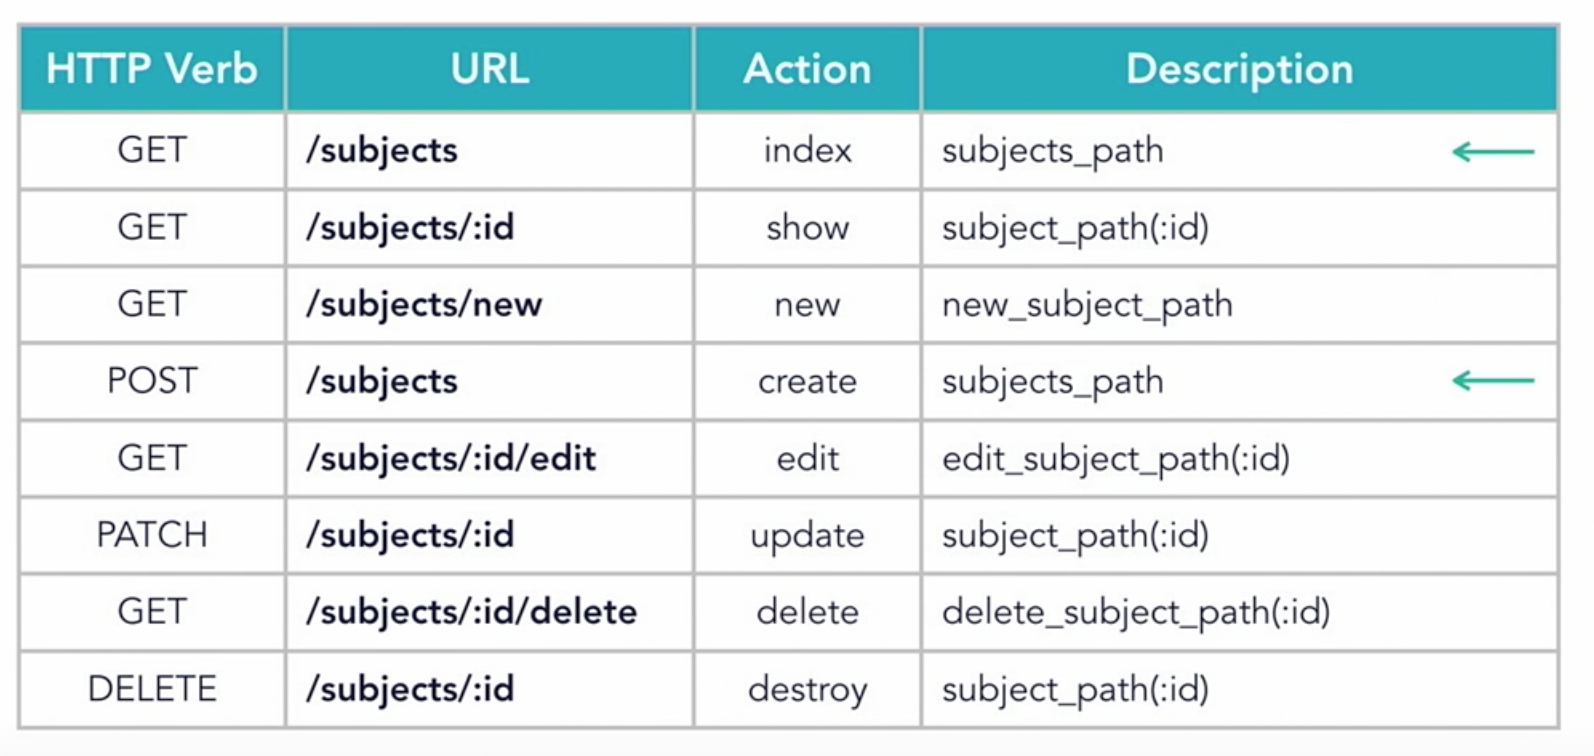 HTTP Verb URL Action Description
GET /subjects index subjects_path
GET /subjects/:id show subject_path(:id)
GET /subjects/new new new_subject_path
POST /subjects create subjects_path
GET /subjects/:id/edit edit edit_subject_path(:id)
PATCH /subjects/:id update subject_path(:id)
GET /subjects/:id/delete delete delete_subject_path(:id)
DELETE /subjects/:id destroy subject_path(:id)